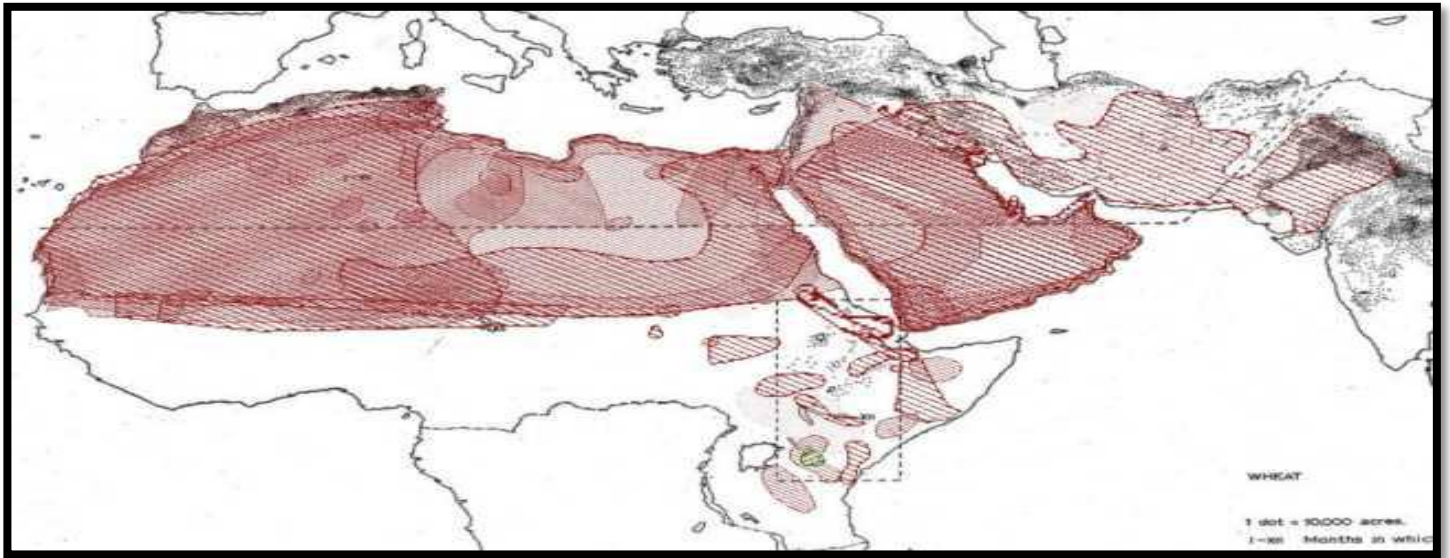 WHEAT
1 dot = 10,000 acres.
I-XII Months in whic